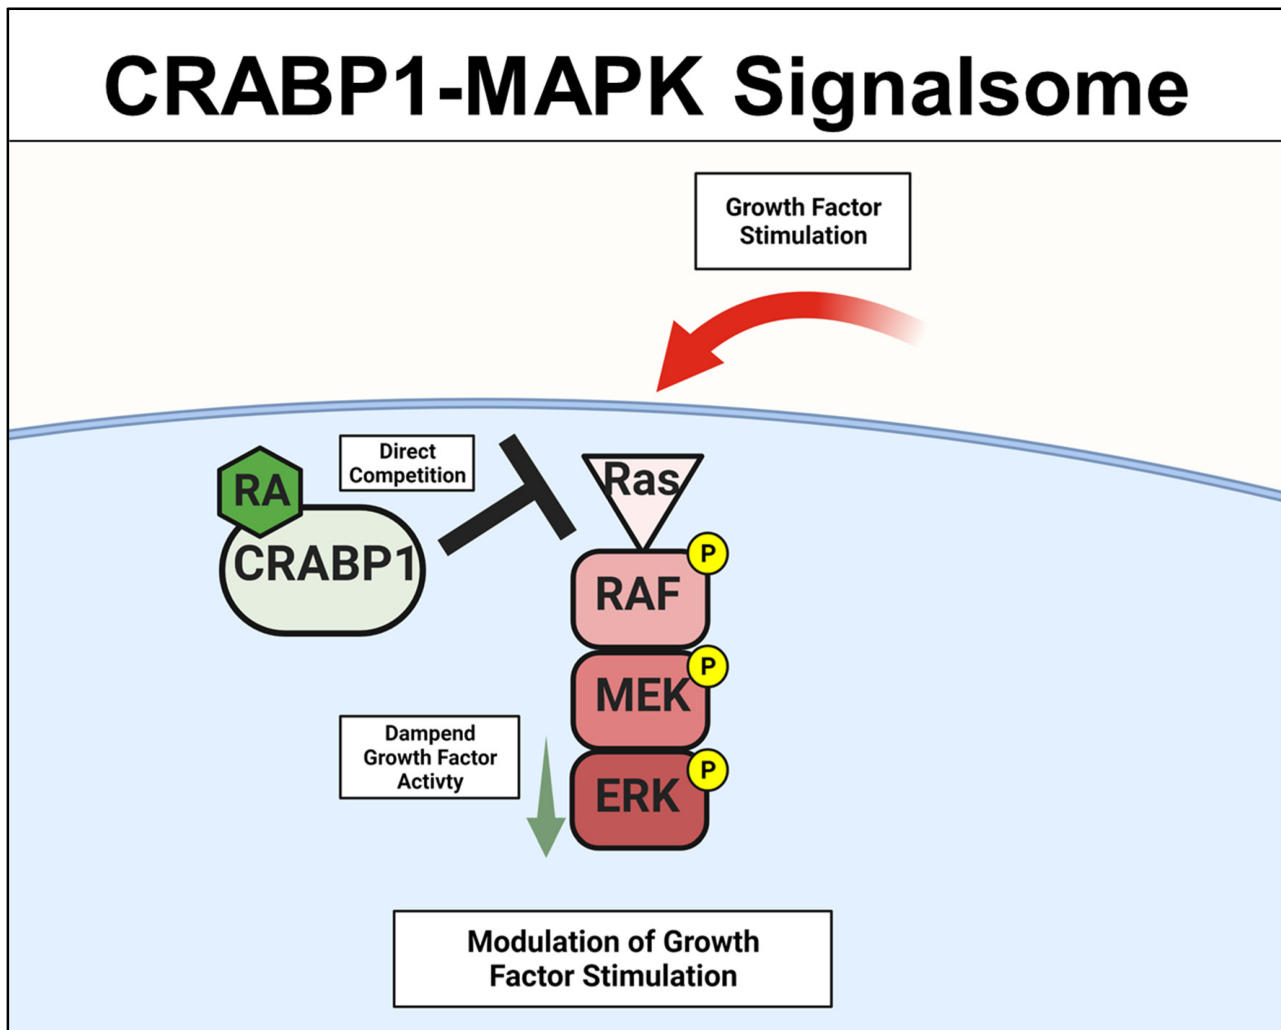 CRABP1-MAPK Signalsome
Growth Factor
Stimulation
Direct
Competition
Ras
RA
CRABP1
P
RAF
P
MEK
Dampend
Growth Factor
Activty
P
ERK
Modulation of Growth
Factor Stimulation